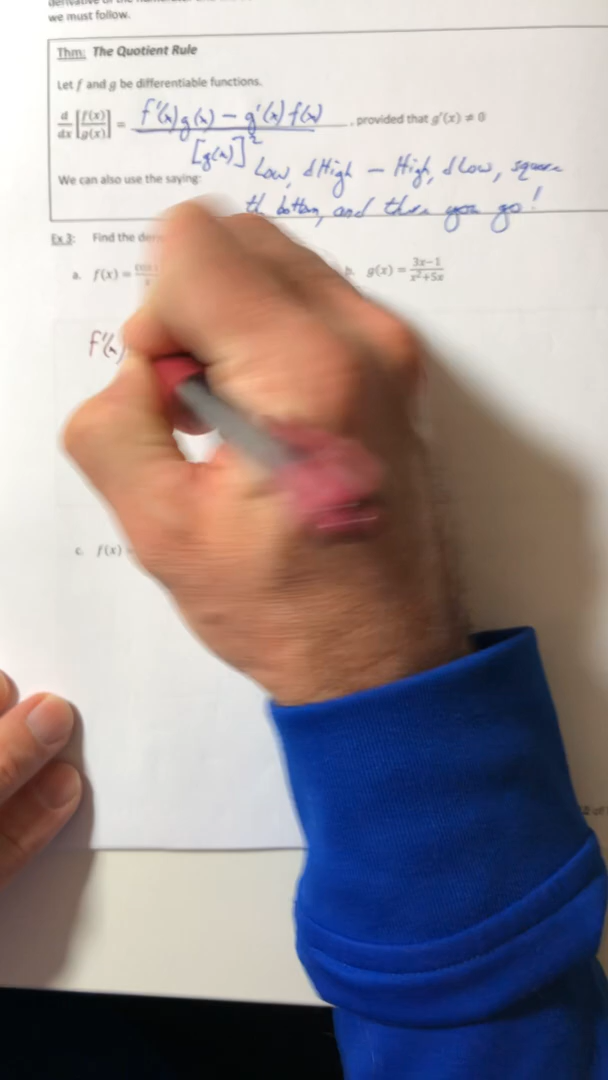 we must follow.
Thm: The Quotient Rule
Let f and g be differentiable functions.
d/dx [f(x)/g(x)] = f'(x)g(x) - g'(x)f(x) / [g(x)]² , provided that g'(x) ≠ 0
We can also use the saying: Low, dHigh - High, dLow, square
th bottom, and there you go!
Ex 3: Find the
a. f(x) =
b. g(x) = 3x-1 / x²+5x
f'(x)
c. f(x)